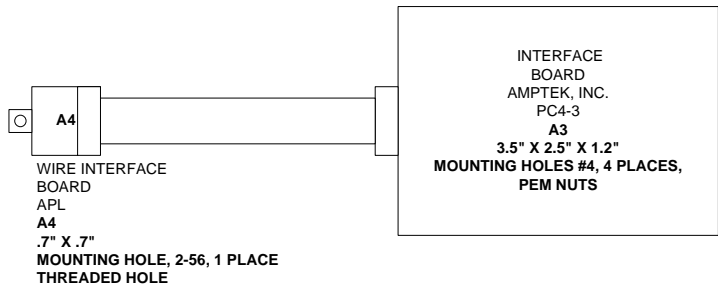 INTERFACE
BOARD
AMPTEK, INC.
PC4-3
A3
3.5" X 2.5" X 1.2"
MOUNTING HOLES #4, 4 PLACES,
PEM NUTS
A4
WIRE INTERFACE
BOARD
APL
A4
.7" X .7"
MOUNTING HOLE, 2-56, 1 PLACE
THREADED HOLE